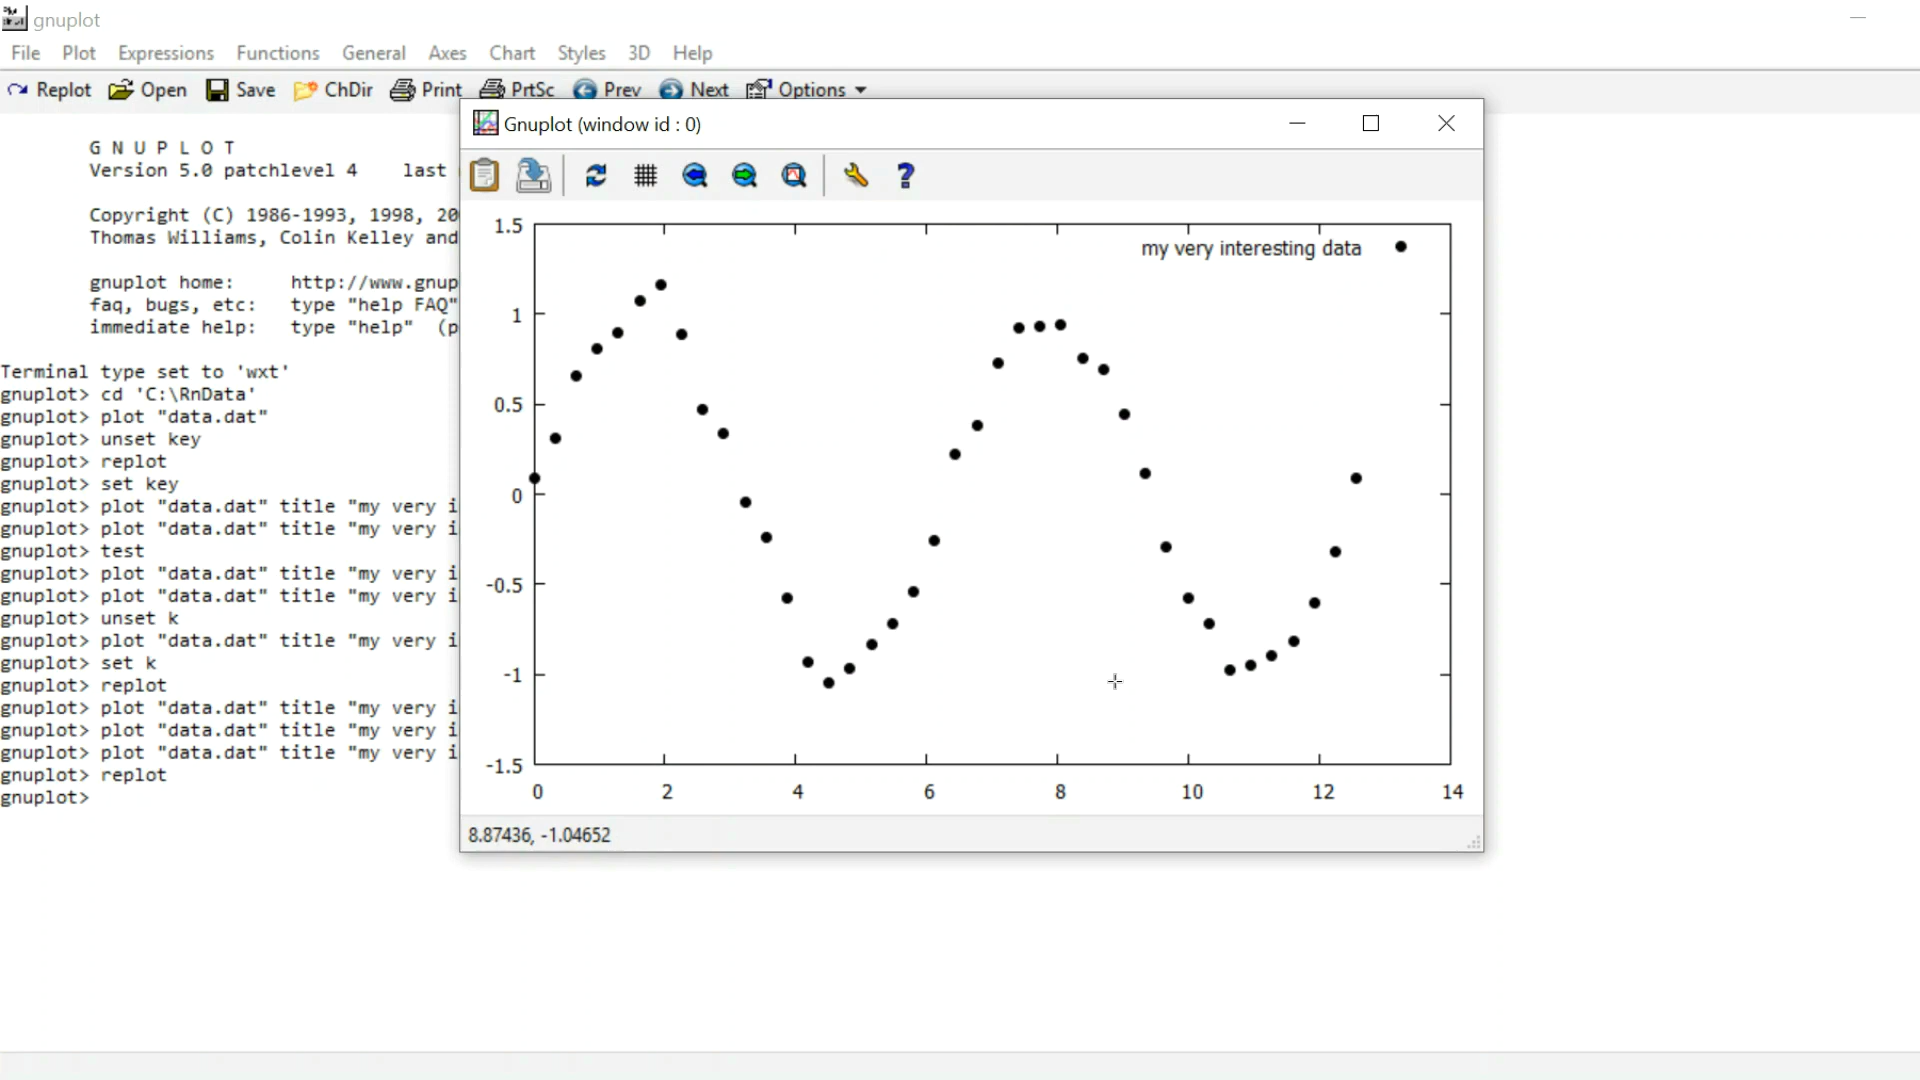 gnuplot
File Plot Expressions Functions General Axes Chart Styles 3D Help
Replot Open Save ChDir Print PrtSc Prev Next Options
G N U P L O T
Version 5.0 patchlevel 4 last
Copyright (C) 1986-1993, 1998, 20
Thomas Williams, Colin Kelley and
gnuplot home: http://www.gnup
faq, bugs, etc: type "help FAQ"
immediate help: type "help" (p
Terminal type set to 'wxt'
gnuplot> cd 'C:\RnData'
gnuplot> plot "data.dat"
gnuplot> unset key
gnuplot> replot
gnuplot> set key
gnuplot> plot "data.dat" title "my very i
gnuplot> plot "data.dat" title "my very i
gnuplot> test
gnuplot> plot "data.dat" title "my very i
gnuplot> plot "data.dat" title "my very i
gnuplot> unset k
gnuplot> plot "data.dat" title "my very i
gnuplot> set k
gnuplot> replot
gnuplot> plot "data.dat" title "my very i
gnuplot> plot "data.dat" title "my very i
gnuplot> plot "data.dat" title "my very i
gnuplot> replot
gnuplot>
Gnuplot (window id : 0)
my very interesting data
1.5
1
0.5
0
-0.5
-1
-1.5
0 2 4 6 8 10 12 14
8.87436, -1.04652